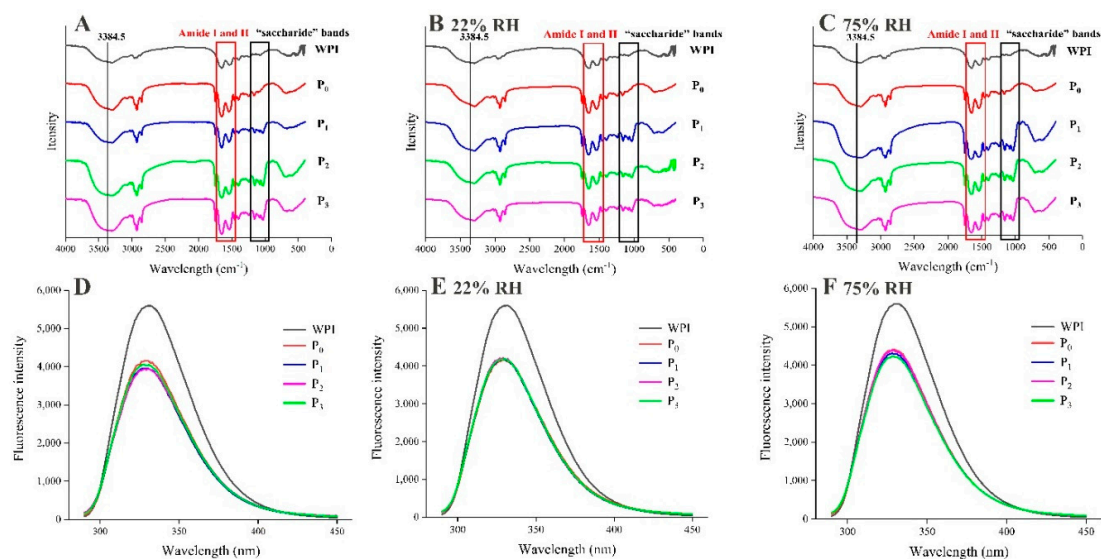 A
3384.5
Amide I and II
“saccharide” bands
WPI
P0
P1
P2
P3
Itensity
4000 3500 3000 2500 2000 1500 1000 500 0
Wavelength (cm-1)
B 22% RH
3384.5
Amide I and II
“saccharide” bands
WPI
P0
P1
P2
P3
Itensity
4000 3500 3000 2500 2000 1500 1000 500 0
Wavelength (cm-1)
C 75% RH
3384.5
Amide I and II
“saccharide” bands
WPI
P0
P1
P2
P3
Itensity
4000 3500 3000 2500 2000 1500 1000 500 0
Wavelength (cm-1)
D
6,000
5,000
4,000
3,000
2,000
1,000
0
Fluorescence intensity
WPI
P0
P1
P2
P3
300 350 400 450
Wavelength (nm)
E 22% RH
6,000
5,000
4,000
3,000
2,000
1,000
0
Fluorescence intensity
WPI
P0
P1
P2
P3
300 350 400 450
Wavelength (nm)
F 75% RH
6,000
5,000
4,000
3,000
2,000
1,000
0
Fluorescence intensity
WPI
P0
P1
P2
P3
300 350 400 450
Wavelength (nm)